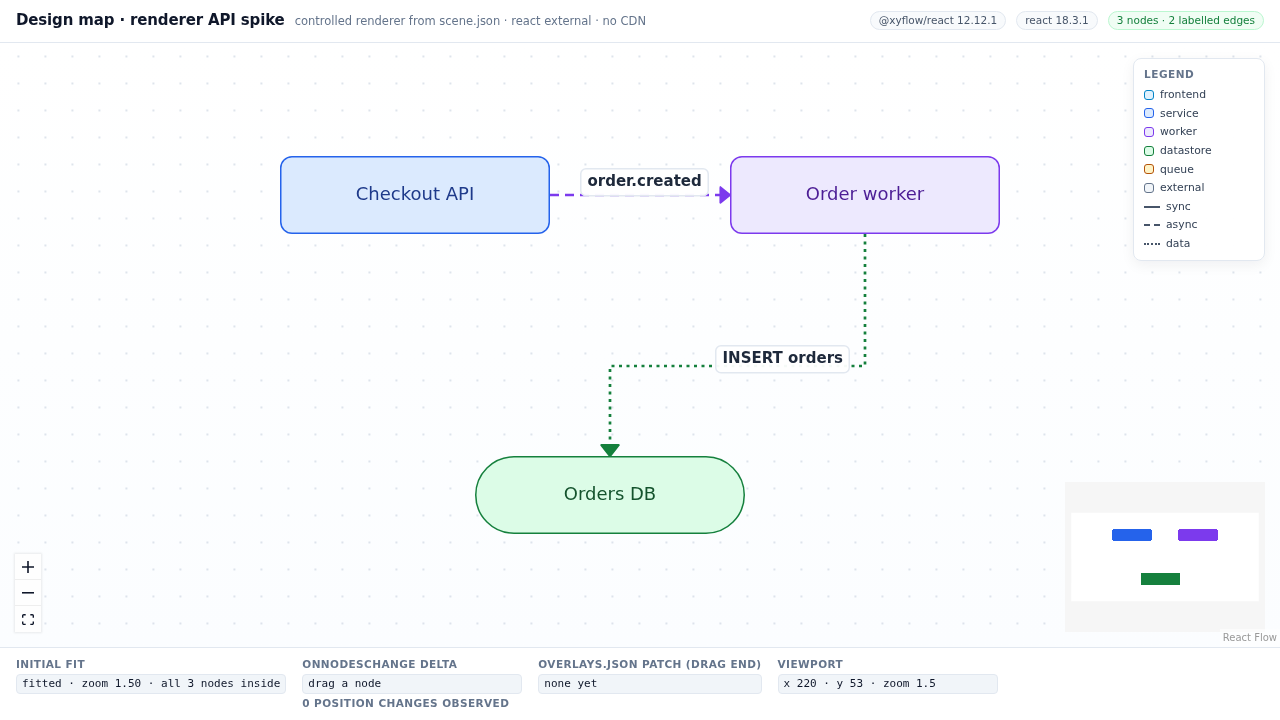 Design map · renderer API spike
controlled renderer from scene.json · react external · no CDN
@xyflow/react 12.12.1
react 18.3.1
3 nodes · 2 labelled edges
LEGEND
frontend
service
worker
datastore
queue
external
sync
async
data
Checkout API
order.created
Order worker
INSERT orders
Orders DB
React Flow
INITIAL FIT
fitted · zoom 1.50 · all 3 nodes inside
ONNODESCHANGE DELTA
drag a node
0 POSITION CHANGES OBSERVED
OVERLAYS.JSON PATCH (DRAG END)
none yet
VIEWPORT
x 220 · y 53 · zoom 1.5